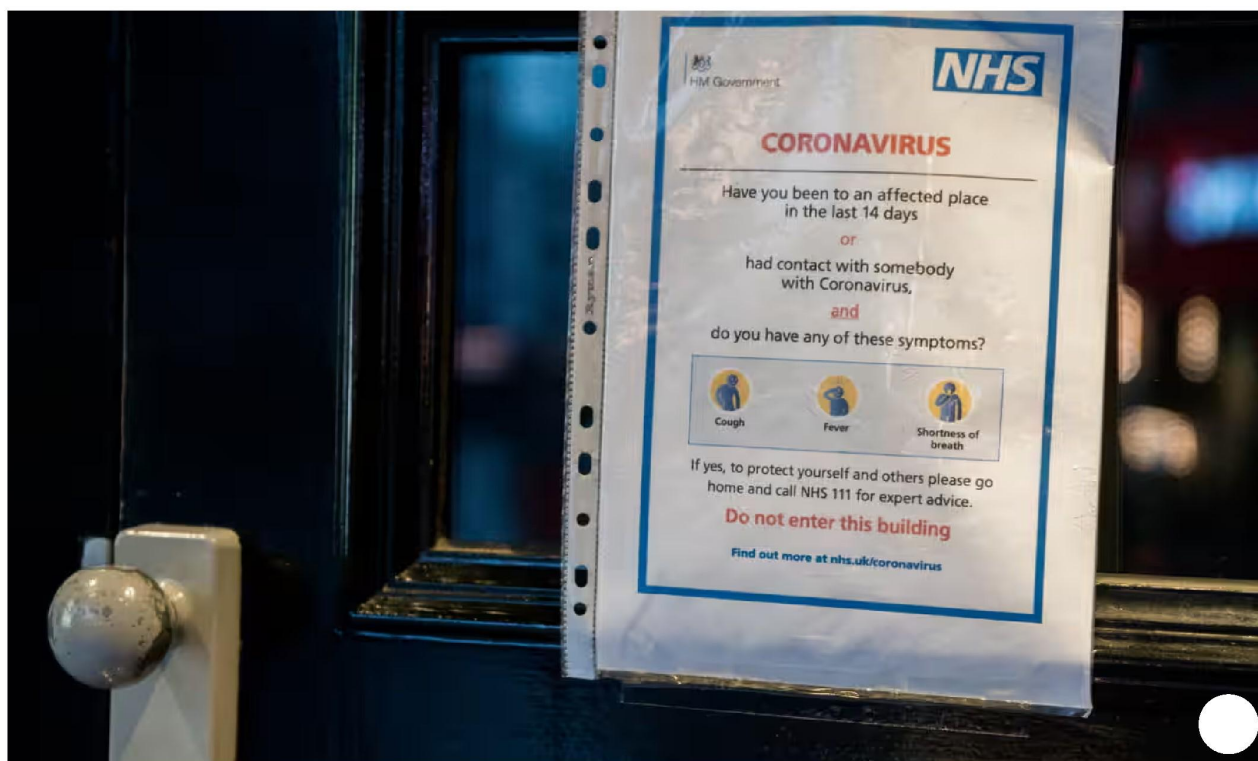 HM Government
NHS
CORONAVIRUS
Have you been to an affected place
in the last 14 days
or
had contact with somebody
with Coronavirus,
and
do you have any of these symptoms?
Cough
Fever
Shortness of
breath
If yes, to protect yourself and others please go
home and call NHS 111 for expert advice.
Do not enter this building
Find out more at nhs.uk/coronavirus
Ryman